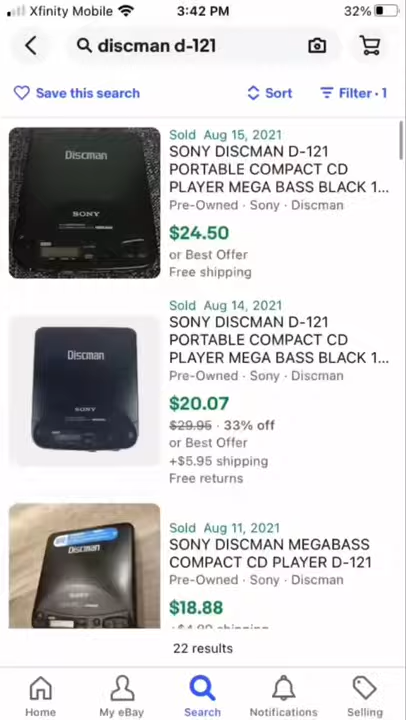 Xfinity Mobile 3:42 PM 32%
discman d-121
Save this search Sort Filter · 1
Discman
SONY
Sold Aug 15, 2021
SONY DISCMAN D-121
PORTABLE COMPACT CD
PLAYER MEGA BASS BLACK 1...
Pre-Owned · Sony · Discman
$24.50
or Best Offer
Free shipping
Discman
SONY
Sold Aug 14, 2021
SONY DISCMAN D-121
PORTABLE COMPACT CD
PLAYER MEGA BASS BLACK 1...
Pre-Owned · Sony · Discman
$20.07
$29.95 · 33% off
or Best Offer
+$5.95 shipping
Free returns
Discman
SONY
Sold Aug 11, 2021
SONY DISCMAN MEGABASS
COMPACT CD PLAYER D-121
Pre-Owned · Sony · Discman
$18.88
22 results
Home My eBay Search Notifications Selling